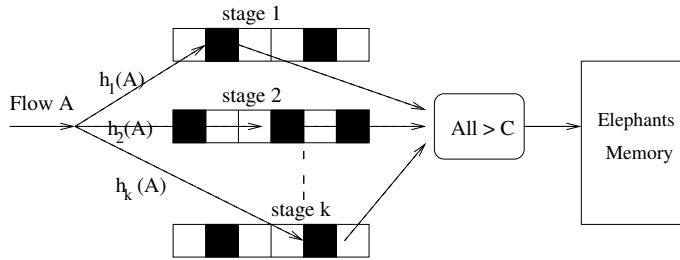 stage 1
h1(A)
Flow A
stage 2
h2(A)
All > C
Elephants
Memory
hk (A)
stage k